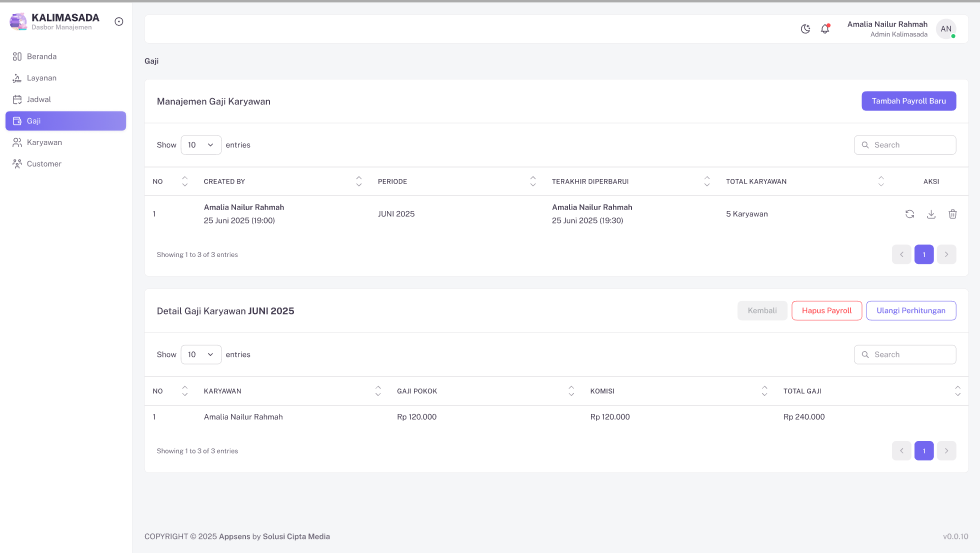 KALIMASADA
Dasbor Manajemen
Beranda
Layanan
Jadwal
Gaji
Karyawan
Customer
Amalia Nailur Rahmah
Admin Kalimasada
AN
Gaji
Manajemen Gaji Karyawan
Tambah Payroll Baru
Show 10 entries
Search
NO CREATED BY PERIODE TERAKHIR DIPERBARUI TOTAL KARYAWAN AKSI
1 Amalia Nailur Rahmah 25 Juni 2025 (19:00) JUNI 2025 Amalia Nailur Rahmah 25 Juni 2025 (19:30) 5 Karyawan
Showing 1 to 3 of 3 entries
1
Detail Gaji Karyawan JUNI 2025
Kembali
Hapus Payroll
Ulangi Perhitungan
Show 10 entries
Search
NO KARYAWAN GAJI POKOK KOMISI TOTAL GAJI
1 Amalia Nailur Rahmah Rp 120.000 Rp 120.000 Rp 240.000
Showing 1 to 3 of 3 entries
1
COPYRIGHT © 2025 Appsens by Solusi Cipta Media
v0.0.10